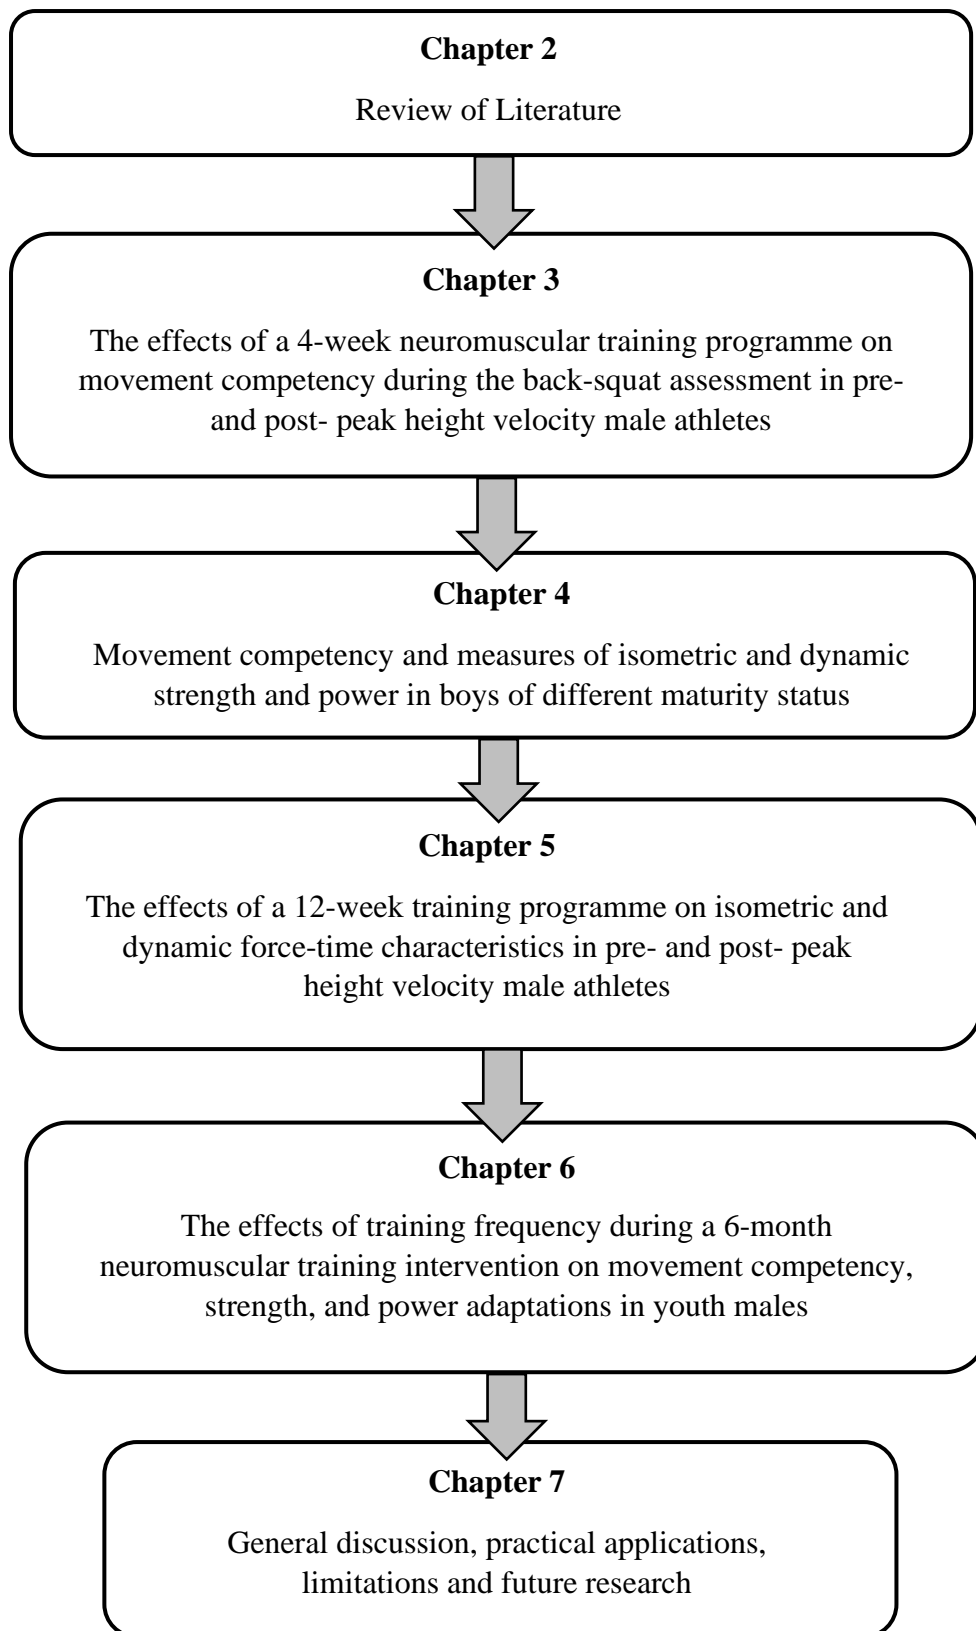 Chapter 2
Review of Literature
Chapter 3
The effects of a 4-week neuromuscular training programme on
movement competency during the back-squat assessment in pre-
and post- peak height velocity male athletes
Chapter 4
Movement competency and measures of isometric and dynamic
strength and power in boys of different maturity status
Chapter 5
The effects of a 12-week training programme on isometric and
dynamic force-time characteristics in pre- and post- peak
height velocity male athletes
Chapter 6
The effects of training frequency during a 6-month
neuromuscular training intervention on movement competency,
strength, and power adaptations in youth males
Chapter 7
General discussion, practical applications,
limitations and future research